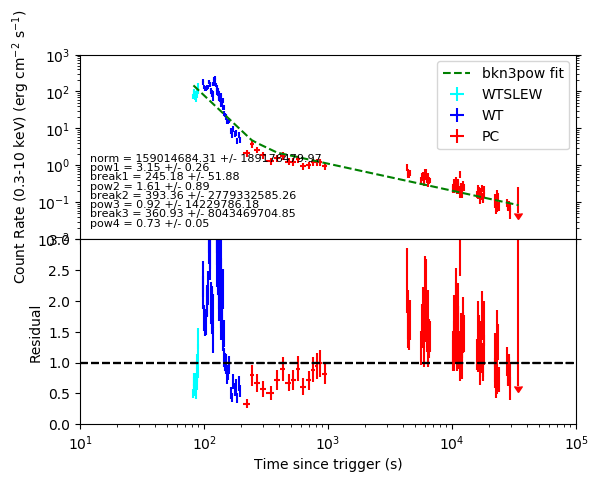 Count Rate (0.3-10 keV) (erg cm⁻² s⁻¹)
10³
10²
10¹
10⁰
10⁻¹
bkn3pow fit
WTSLEW
WT
PC
norm = 159014684.31 +/-
pow1 = 3.15 +/- 0.26
break1 = 245.18 +/- 51.88
pow2 = 1.61 +/- 0.89
break2 = 393.36 +/- 2779332585.26
pow3 = 0.92 +/- 14229786.18
break3 = 360.93 +/- 8043469704.85
pow4 = 0.73 +/- 0.05
Residual
2.5
2.0
1.5
1.0
0.5
0.0
10¹
10²
10³
10⁴
10⁵
Time since trigger (s)